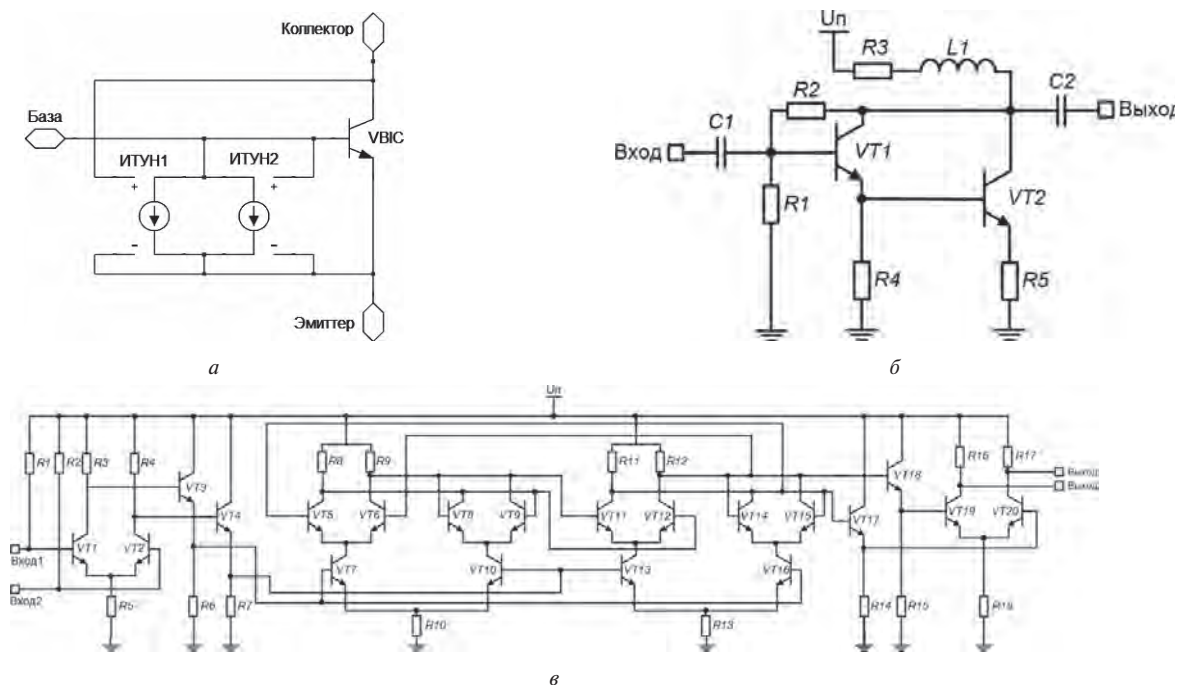 Коллектор
База
VBIC
ИТУН1
ИТУН2
+
+
-
-
Эмиттер
а
Uп
R3
L1
R2
C2
Выход
C1
Вход
VT1
VT2
R1
R4
R5
б
Uп
R1
R2
R3
R4
R8
R9
R11
R12
R16
R17
VT3
VT4
VT18
Выход
Выход
VT5
VT6
VT8
VT9
VT11
VT12
VT14
VT15
VT17
VT19
VT20
VT1
VT2
Вход1
VT7
VT10
VT13
VT16
Вход2
R5
R6
R7
R10
R13
R14
R15
R18
в